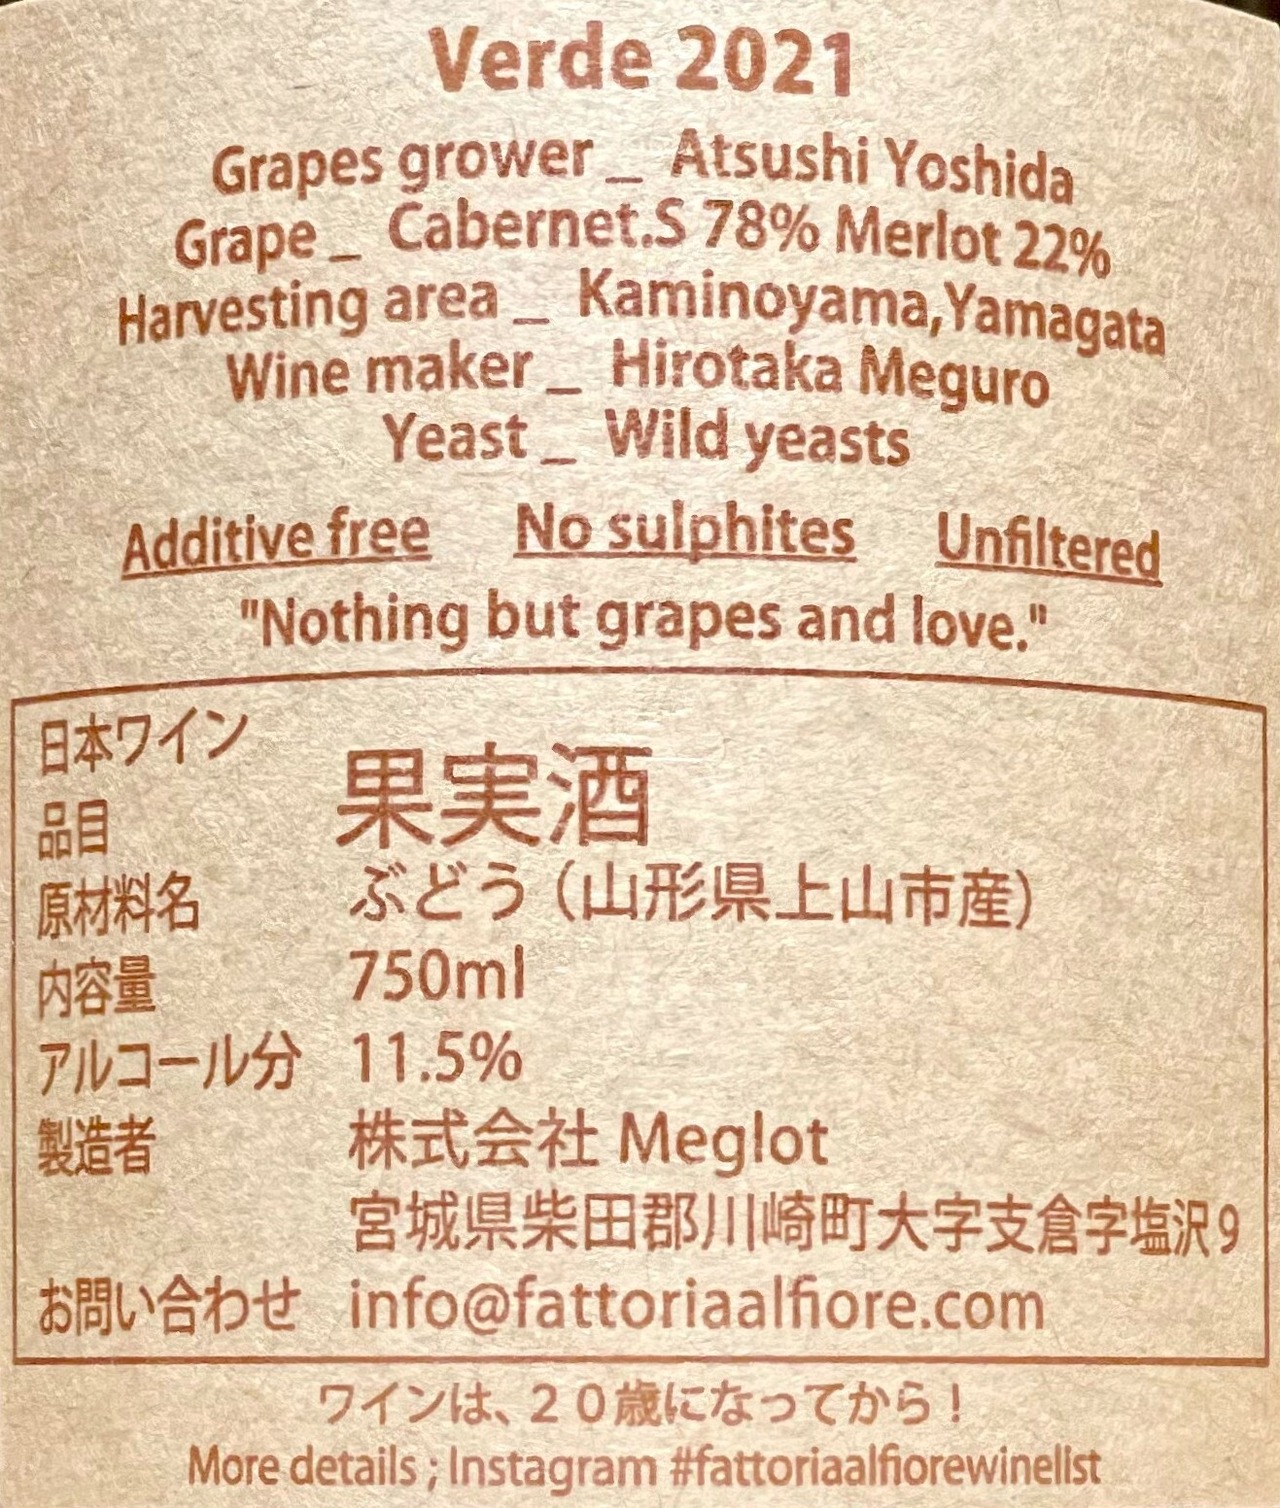 Verde 2021
Grapes grower _ Atsushi Yoshida
Grape _ Cabernet.S 78% Merlot 22%
Harvesting area _ Kaminoyama,Yamagata
Wine maker _ Hirotaka Meguro
Yeast _ Wild yeasts
Additive free No sulphites Unfiltered
"Nothing but grapes and love."
日本ワイン
品目 果実酒
原材料名 ぶどう（山形県上山市産）
内容量 750ml
アルコール分 11.5%
製造者 株式会社 Meglot
宮城県柴田郡川崎町大字支倉字塩沢9
お問い合わせ info@fattoriaalfiore.com
ワインは、２０歳になってから！
More details ; Instagram #fattoriaalfiorewinelist